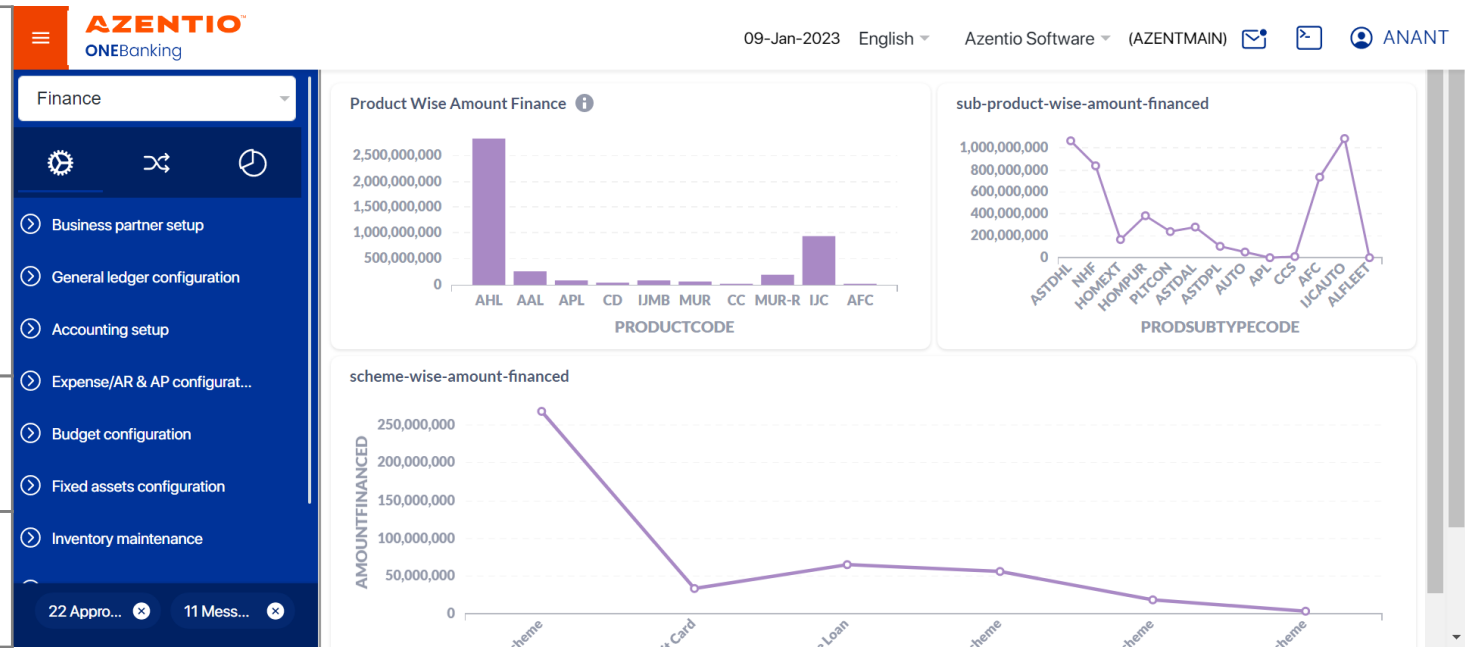 AZENTIO™
ONEBanking
09-Jan-2023 English Azentio Software (AZENTMAIN) ANANT
Finance
Business partner setup
General ledger configuration
Accounting setup
Expense/AR & AP configurat...
Budget configuration
Fixed assets configuration
Inventory maintenance
22 Appro... 11 Mess...
Product Wise Amount Finance
2,500,000,000
2,000,000,000
1,500,000,000
1,000,000,000
500,000,000
0
AHL AAL APL CD IJMB MUR CC MUR-R IJC AFC
PRODUCTCODE
sub-product-wise-amount-financed
1,000,000,000
800,000,000
600,000,000
400,000,000
200,000,000
0
ASTDHL NHF HOMEXT HOMPUR PLTCON ASTDAL ASTDPL AUTO APL CCS AFC IJCAUTO ALFLEET
PRODSUBTYPECODE
scheme-wise-amount-financed
AMOUNTFINANCED
250,000,000
200,000,000
150,000,000
100,000,000
50,000,000
0
Card Loan